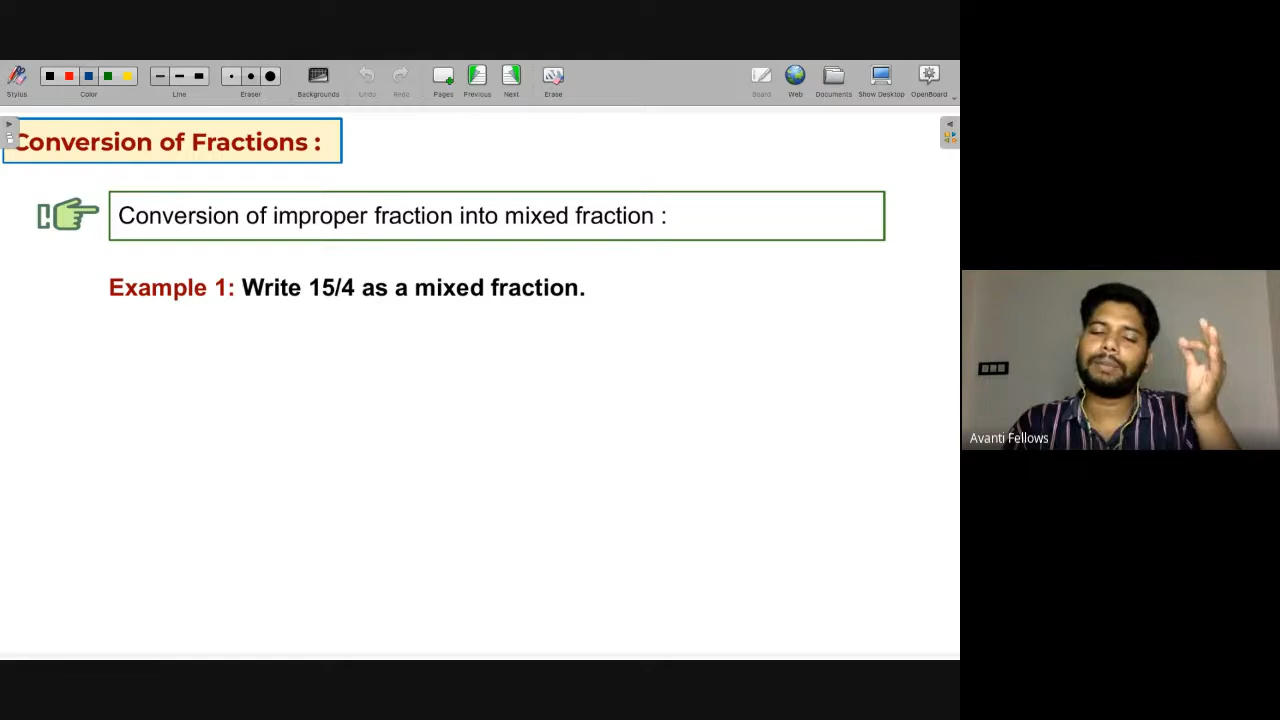 Stylus
Color
Line
Eraser
Backgrounds
Undo
Redo
Pages
Previous
Next
Erase
Board
Web
Documents
Show Desktop
OpenBoard
Conversion of Fractions :
Conversion of improper fraction into mixed fraction :
Example 1: Write 15/4 as a mixed fraction.
Avanti Fellows